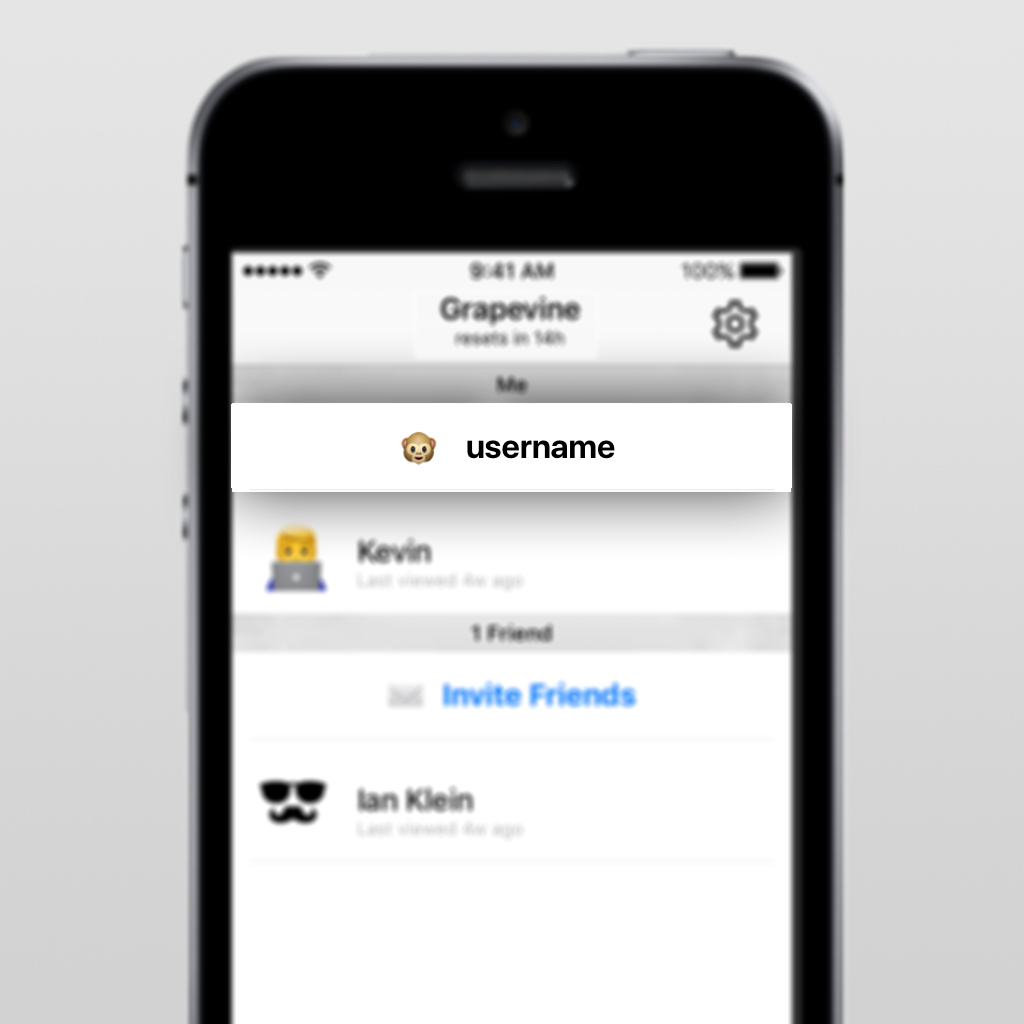 9:41 AM
100%
Grapevine
resets in 14h
Me
username
Kevin
Last viewed 4w ago
1 Friend
Invite Friends
Ian Klein
Last viewed 4w ago